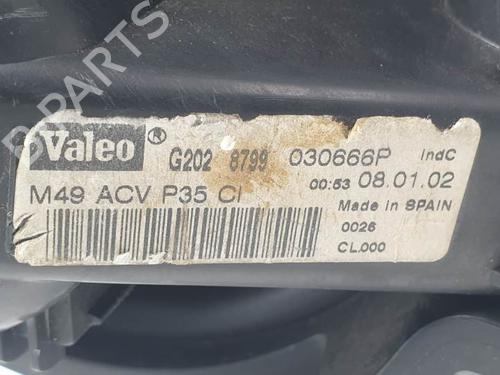 B-PARTS
Valeo ® G202 8799 030666P IndC
M49 ACV P35 CI 00:53 08.01.02
Made in SPAIN
0026
CL.000